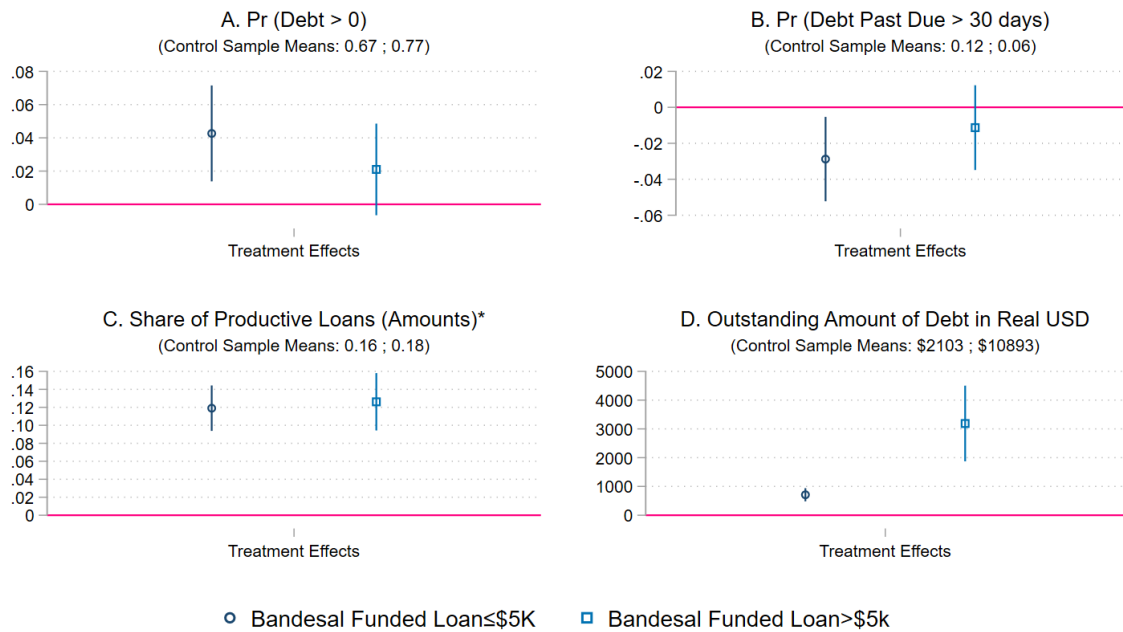 A. Pr (Debt > 0)
(Control Sample Means: 0.67 ; 0.77)
.08
.06
.04
.02
0
Treatment Effects
B. Pr (Debt Past Due > 30 days)
(Control Sample Means: 0.12 ; 0.06)
.02
0
-.02
-.04
-.06
Treatment Effects
C. Share of Productive Loans (Amounts)*
(Control Sample Means: 0.16 ; 0.18)
.16
.14
.12
.10
.08
.06
.04
.02
0
Treatment Effects
D. Outstanding Amount of Debt in Real USD
(Control Sample Means: $2103 ; $10893)
5000
4000
3000
2000
1000
0
Treatment Effects
Bandesal Funded Loan≤$5K
Bandesal Funded Loan>$5k